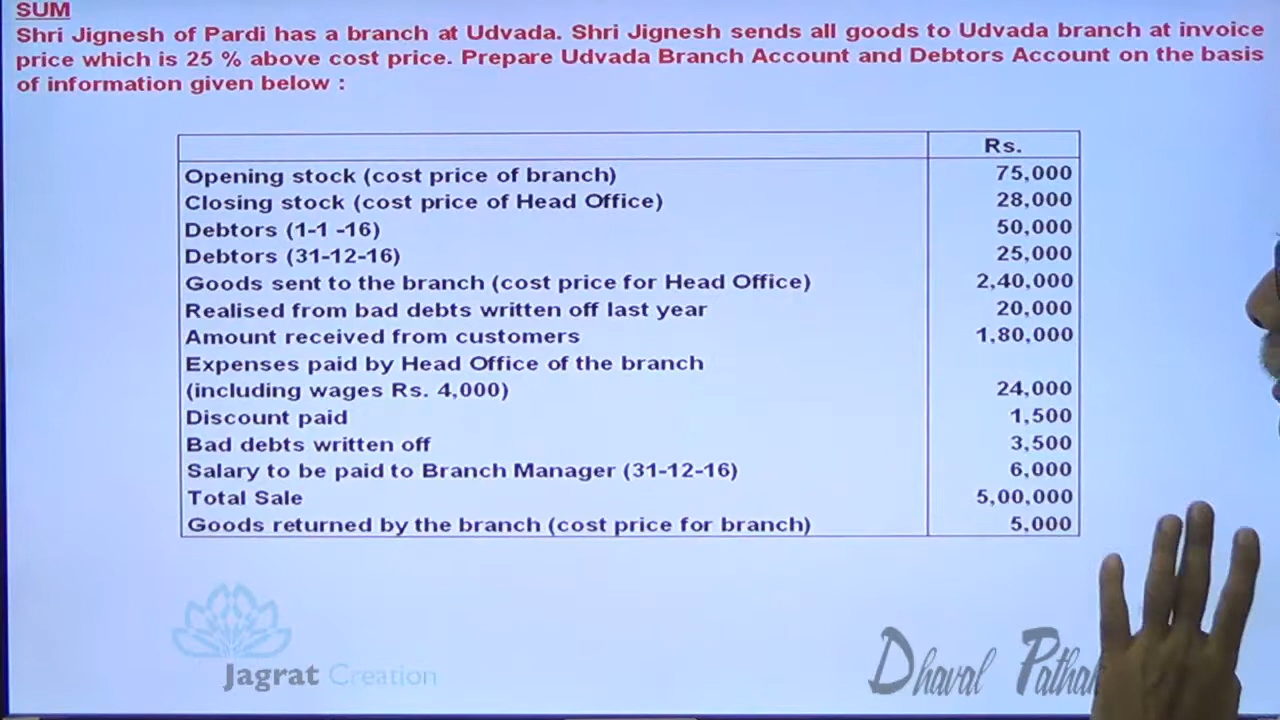 SUM
Shri Jignesh of Pardi has a branch at Udvada. Shri Jignesh sends all goods to Udvada branch at invoice
price which is 25 % above cost price. Prepare Udvada Branch Account and Debtors Account on the basis
of information given below :
Rs.
Opening stock (cost price of branch) 75,000
Closing stock (cost price of Head Office) 28,000
Debtors (1-1 -16) 50,000
Debtors (31-12-16) 25,000
Goods sent to the branch (cost price for Head Office) 2,40,000
Realised from bad debts written off last year 20,000
Amount received from customers 1,80,000
Expenses paid by Head Office of the branch
(including wages Rs. 4,000) 24,000
Discount paid 1,500
Bad debts written off 3,500
Salary to be paid to Branch Manager (31-12-16) 6,000
Total Sale 5,00,000
Goods returned by the branch (cost price for branch) 5,000
Jagrat Creation
Dhaval